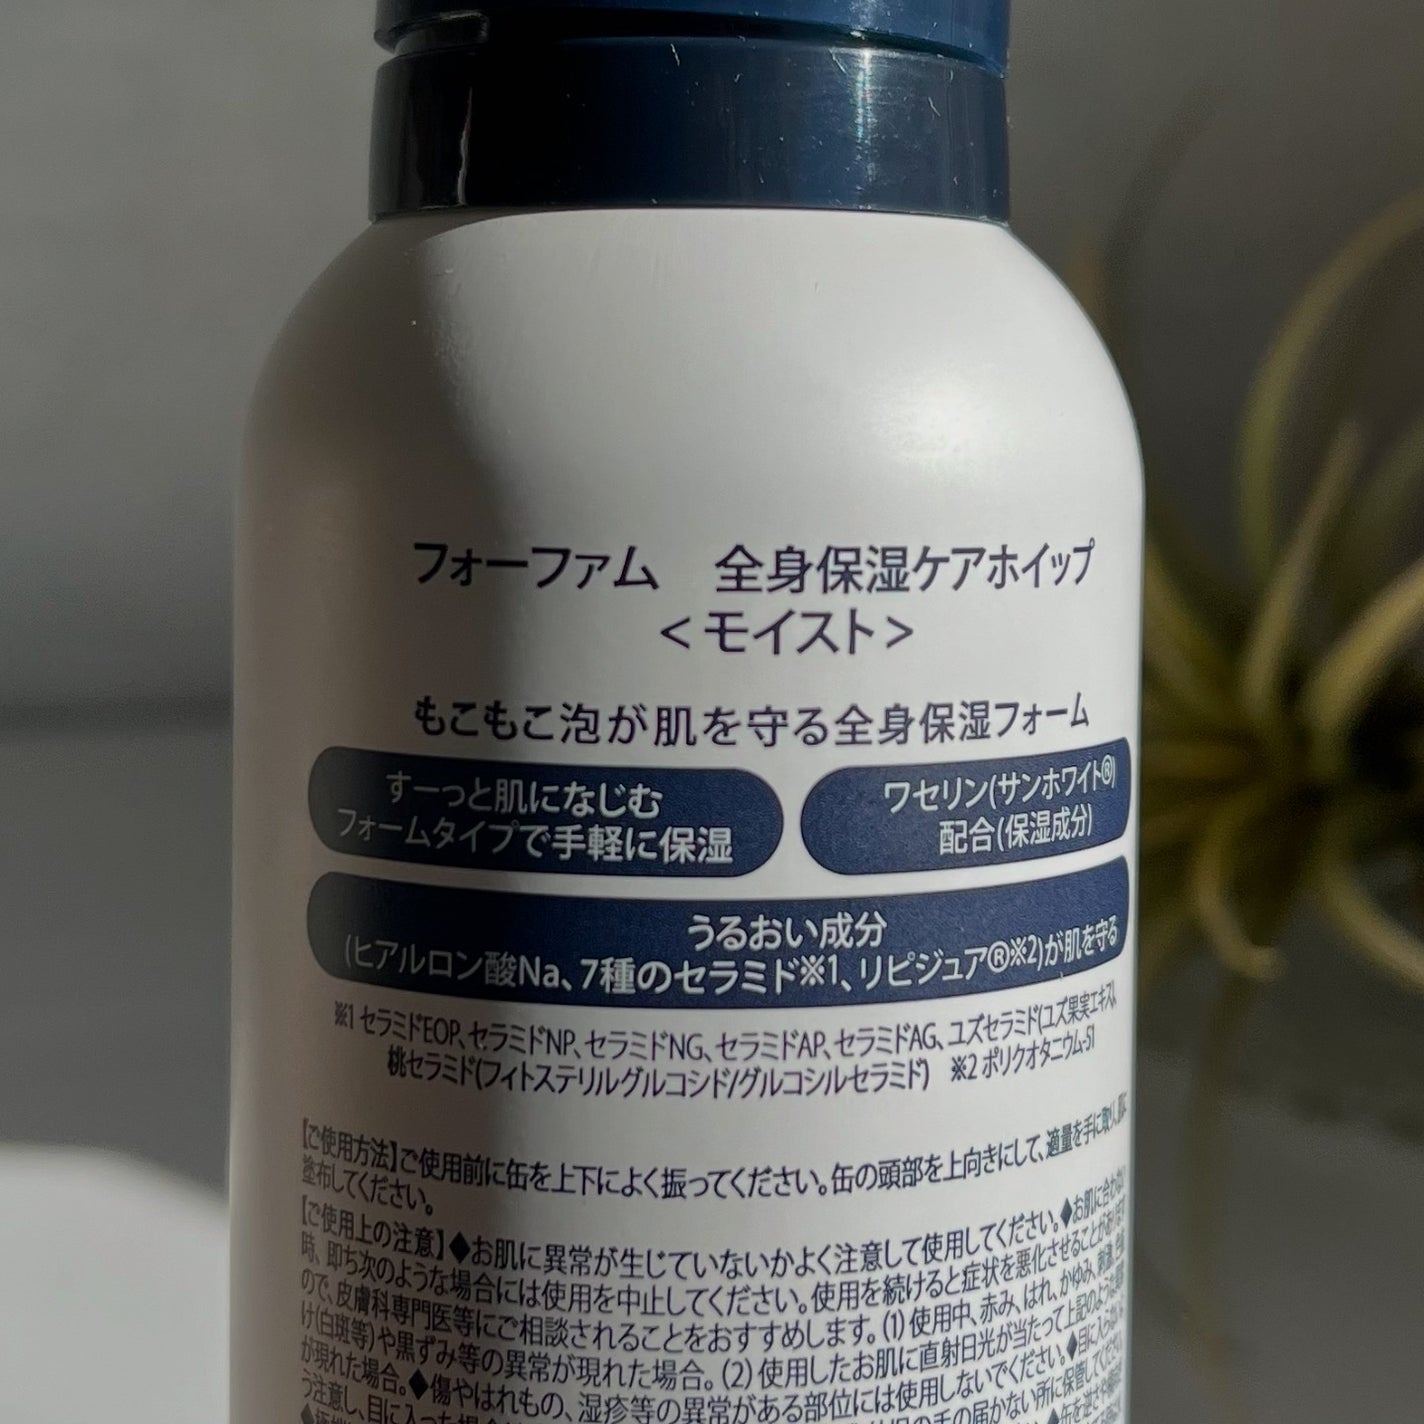 フォーファム　全身保湿ケアホイップ
<モイスト>
もこもこ泡が肌を守る全身保湿フォーム
すーっと肌になじむ
フォームタイプで手軽に保湿
ワセリン(サンホワイト®)
配合(保湿成分)
うるおい成分
(ヒアルロン酸Na、7種のセラミド※1、リピジュア®※2)が肌を守る
※1 セラミドEOP、セラミドNP、セラミドNG、セラミドAP、セラミドAG、ユズセラミド(ユズ果実エキス)、
桃セラミド(フィトステリルグルコシド/グルコシルセラミド)　※2 ポリクオタニウム-51
【ご使用方法】ご使用前に缶を上下によく振ってください。缶の頭部を上向きにして、適量を手に取り、
塗布してください。
【ご使用上の注意】◆お肌に異常が生じていないかよく注意して使用してください。◆お肌に合わない
時、即ち次のような場合には使用を中止してください。使用を続けると症状を悪化させることがあります
ので、皮膚科専門医等にご相談されることをおすすめします。(1)使用中、赤み、はれ、かゆみ、刺激、
け(白斑等)や黒ずみ等の異常が現れた場合。(2)使用したお肌に直射日光が当たって上記のような
が現れた場合。◆傷やはれもの、湿疹等の異常がある部位には使用しないでください。◆目に入らない
う注意し、目に入った場合 手の届かない所に保管してください